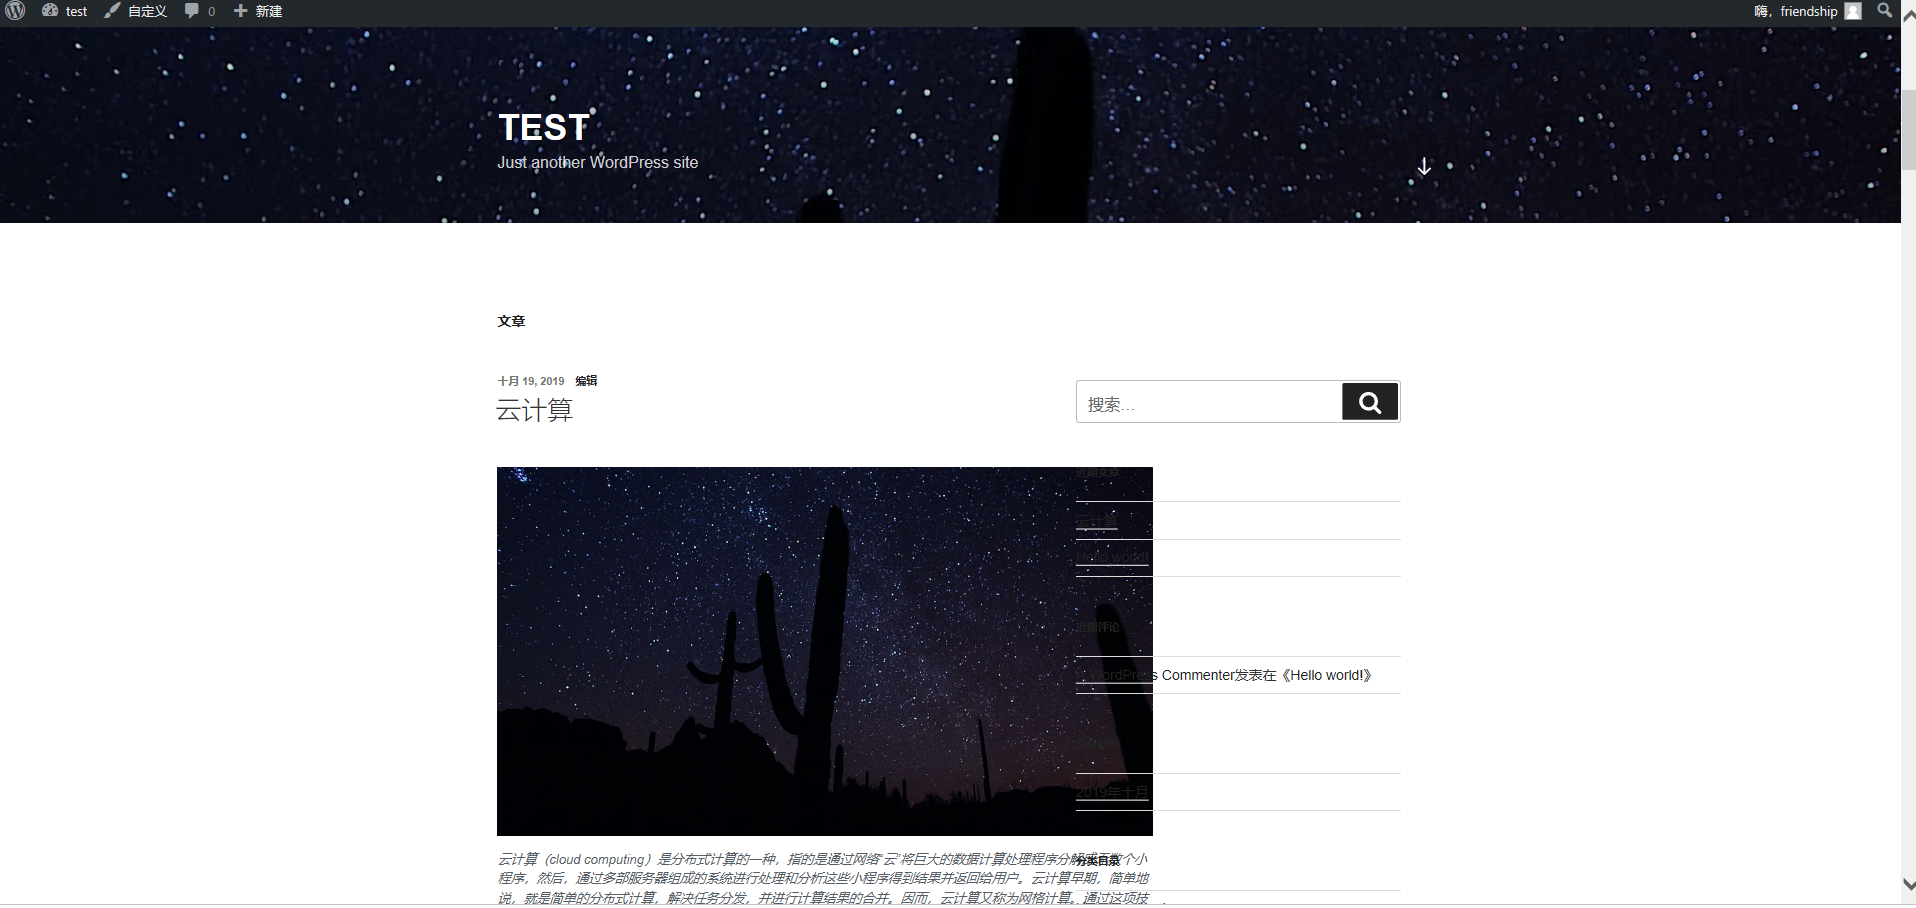 test 自定义 0 新建 嗨，friendship
TEST
Just another WordPress site
文章
十月 19, 2019 编辑
云计算
搜索…
近期文章
云计算
Hello world!
近期评论
WordPress Commenter发表在《Hello world!》
2019年十月
分类目录
云计算（cloud computing）是分布式计算的一种，指的是通过网络“云”将巨大的数据计算处理程序分解成无数个小
程序，然后，通过多部服务器组成的系统进行处理和分析这些小程序得到结果并返回给用户。云计算早期，简单地
说，就是简单的分布式计算，解决任务分发，并进行计算结果的合并。因而，云计算又称为网格计算。通过这项技